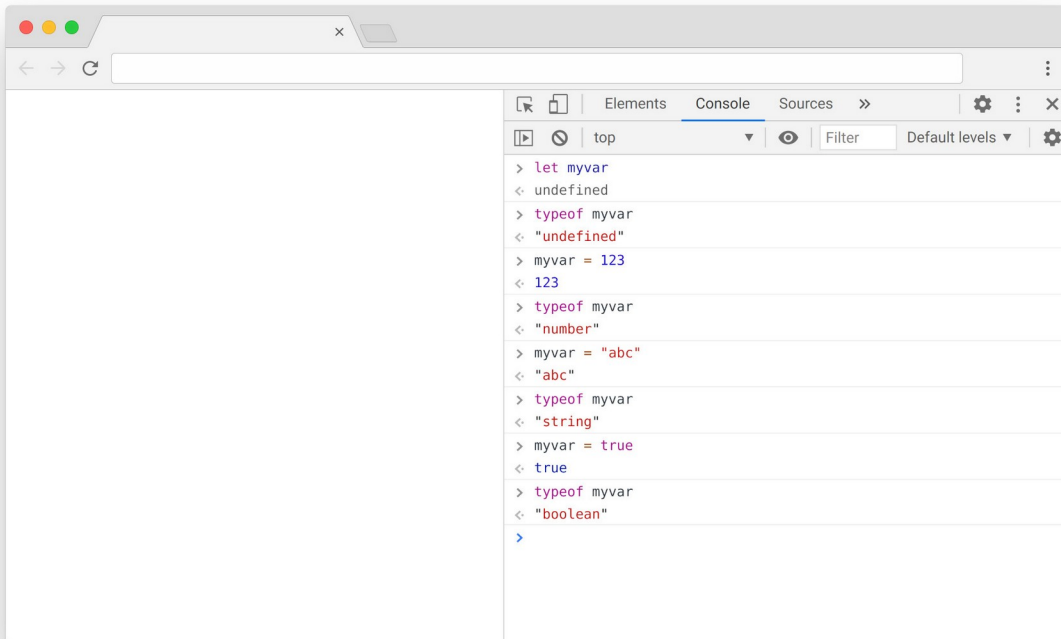 Elements Console Sources »
top Filter Default levels
> let myvar
undefined
> typeof myvar
"undefined"
> myvar = 123
123
> typeof myvar
"number"
> myvar = "abc"
"abc"
> typeof myvar
"string"
> myvar = true
true
> typeof myvar
"boolean"
>